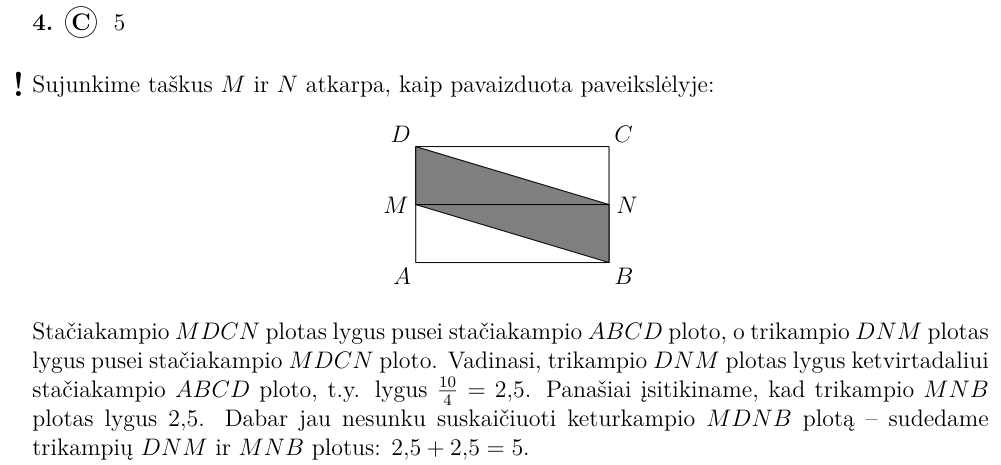 4. C 5
! Sujunkime taškus M ir N atkarpa, kaip pavaizduota paveikslėlyje:
D C
M N
A B
Stačiakampio MDCN plotas lygus pusei stačiakampio ABCD ploto, o trikampio DNM plotas
lygus pusei stačiakampio MDCN ploto. Vadinasi, trikampio DNM plotas lygus ketvirtadaliui
stačiakampio ABCD ploto, t.y. lygus 10/4 = 2,5. Panašiai įsitikiname, kad trikampio MNB
plotas lygus 2,5. Dabar jau nesunku suskaičiuoti keturkampio MDNB plotą – sudedame
trikampių DNM ir MNB plotus: 2,5 + 2,5 = 5.